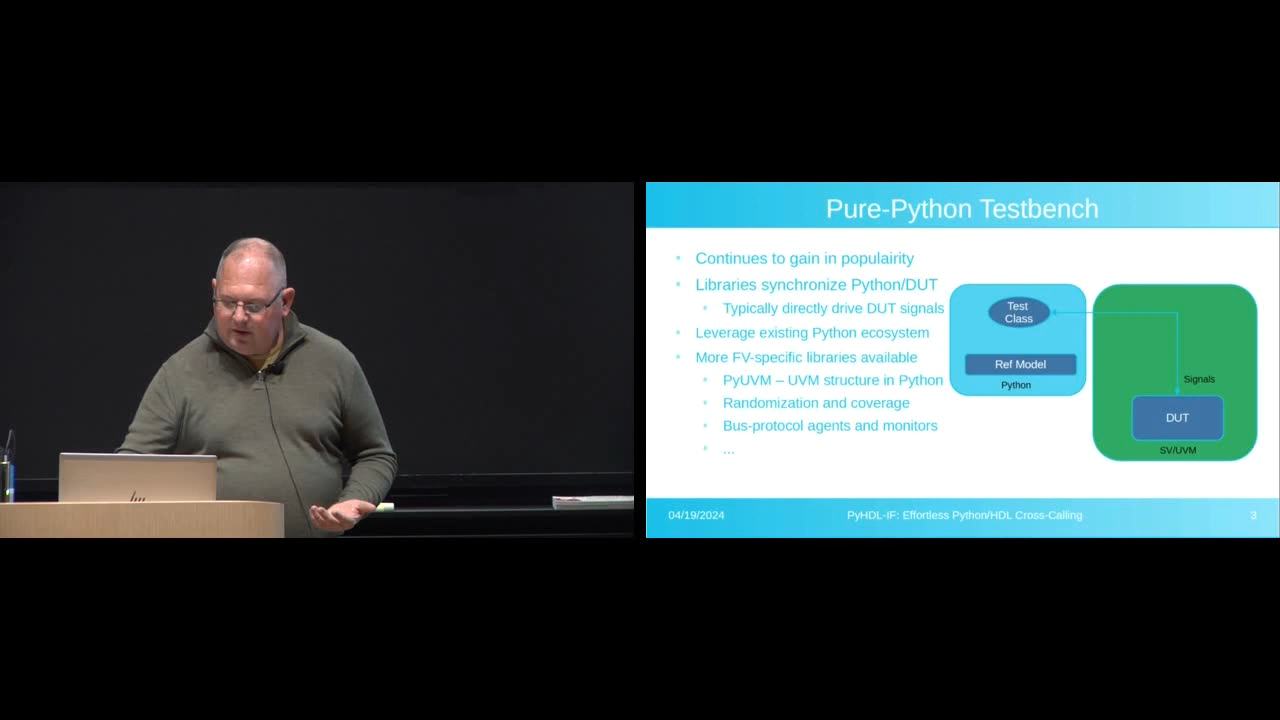 Pure-Python Testbench
Continues to gain in populairity
Libraries synchronize Python/DUT
Typically directly drive DUT signals
Leverage existing Python ecosystem
More FV-specific libraries available
PyUVM – UVM structure in Python
Randomization and coverage
Bus-protocol agents and monitors
...
Test
Class
Ref Model
Python
Signals
DUT
SV/UVM
04/19/2024
PyHDL-IF: Effortless Python/HDL Cross-Calling
3
hp